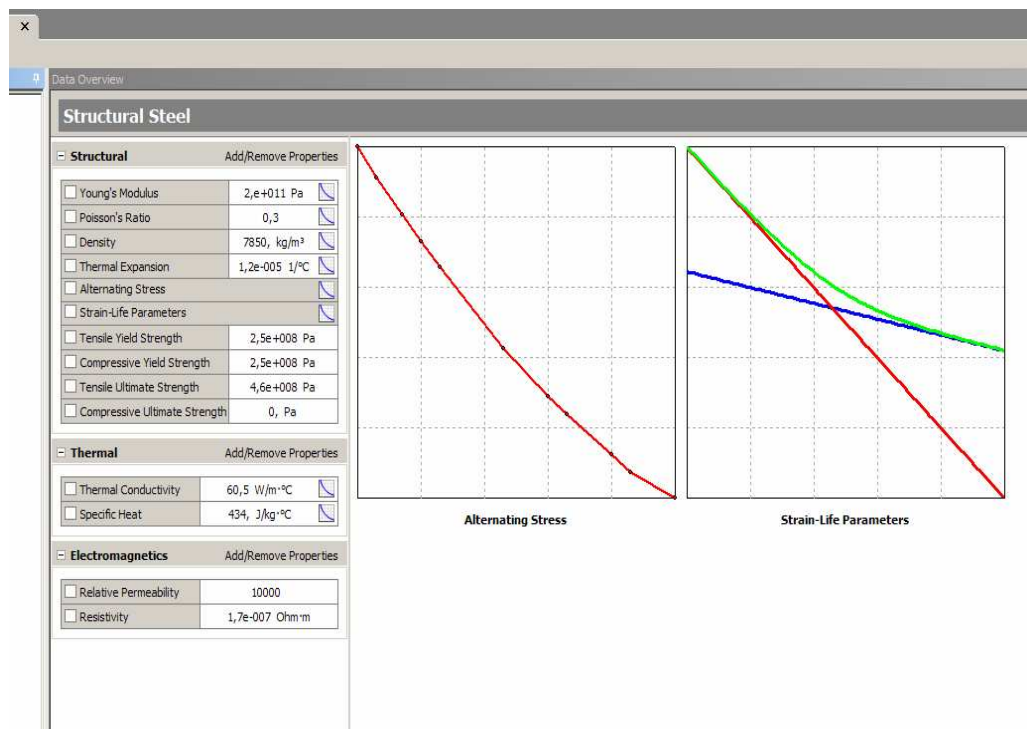 ×
Data Overview
Structural Steel
Structural Add/Remove Properties
Young's Modulus 2,e+011 Pa
Poisson's Ratio 0,3
Density 7850, kg/m³
Thermal Expansion 1,2e-005 1/°C
Alternating Stress
Strain-Life Parameters
Tensile Yield Strength 2,5e+008 Pa
Compressive Yield Strength 2,5e+008 Pa
Tensile Ultimate Strength 4,6e+008 Pa
Compressive Ultimate Strength 0, Pa
Thermal Add/Remove Properties
Thermal Conductivity 60,5 W/m·°C
Specific Heat 434, J/kg·°C
Electromagnetics Add/Remove Properties
Relative Permeability 10000
Resistivity 1,7e-007 Ohm·m
Alternating Stress
Strain-Life Parameters